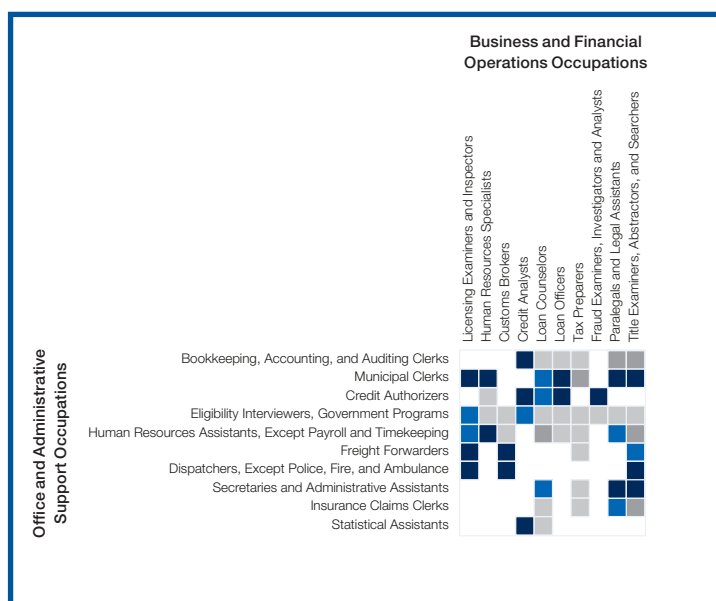 Business and Financial
Operations Occupations
Licensing Examiners and Inspectors
Human Resources Specialists
Customs Brokers
Credit Analysts
Loan Counselors
Loan Officers
Tax Preparers
Fraud Examiners, Investigators and Analysts
Paralegals and Legal Assistants
Title Examiners, Abstractors, and Searchers
Office and Administrative
Support Occupations
Bookkeeping, Accounting, and Auditing Clerks
Municipal Clerks
Credit Authorizers
Eligibility Interviewers, Government Programs
Human Resources Assistants, Except Payroll and Timekeeping
Freight Forwarders
Dispatchers, Except Police, Fire, and Ambulance
Secretaries and Administrative Assistants
Insurance Claims Clerks
Statistical Assistants